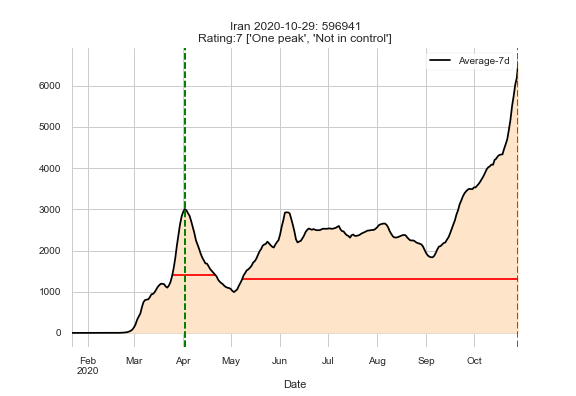 Iran 2020-10-29: 596941
Rating:7 ['One peak', 'Not in control']
Average-7d
6000
5000
4000
3000
2000
1000
0
Feb Mar Apr May Jun Jul Aug Sep Oct
2020
Date